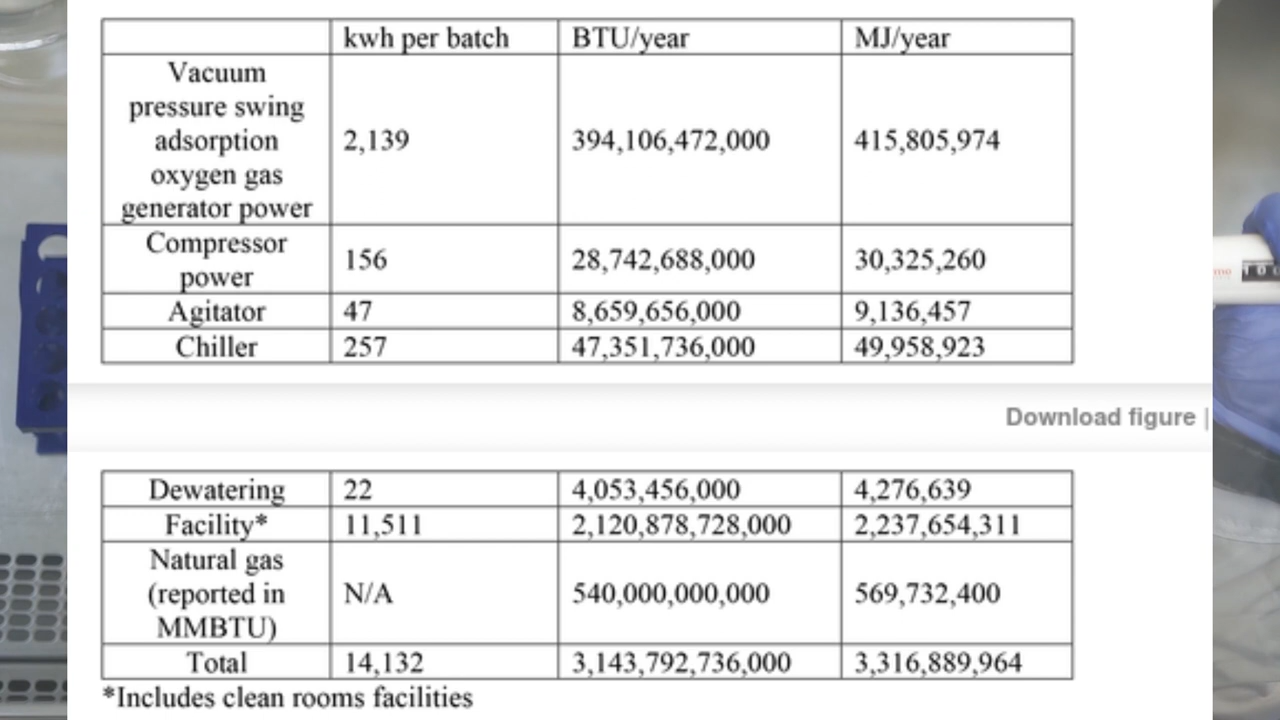 kwh per batch BTU/year MJ/year
Vacuum
pressure swing
adsorption
oxygen gas
generator power
2,139 394,106,472,000 415,805,974
Compressor
power
156 28,742,688,000 30,325,260
Agitator 47 8,659,656,000 9,136,457
Chiller 257 47,351,736,000 49,958,923
Download figure |
Dewatering 22 4,053,456,000 4,276,639
Facility* 11,511 2,120,878,728,000 2,237,654,311
Natural gas
(reported in
MMBTU)
N/A 540,000,000,000 569,732,400
Total 14,132 3,143,792,736,000 3,316,889,964
*Includes clean rooms facilities